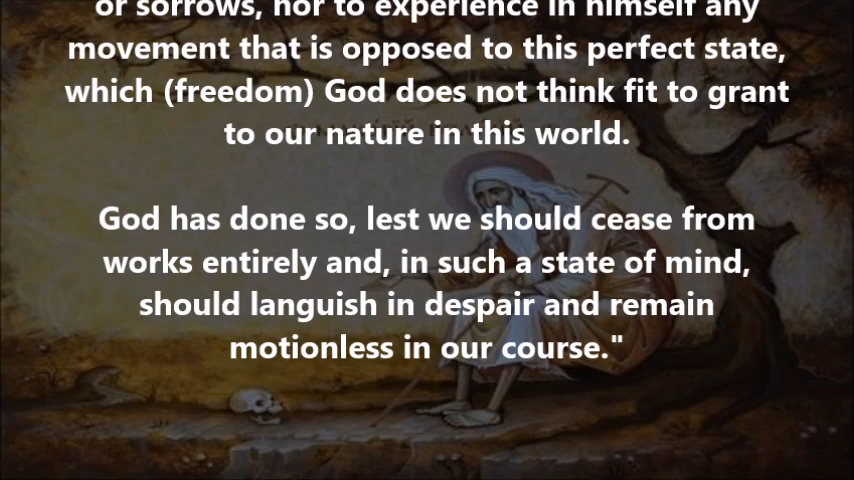 or sorrows, nor to experience in himself any
movement that is opposed to this perfect state,
which (freedom) God does not think fit to grant
to our nature in this world.
God has done so, lest we should cease from
works entirely and, in such a state of mind,
should languish in despair and remain
motionless in our course."